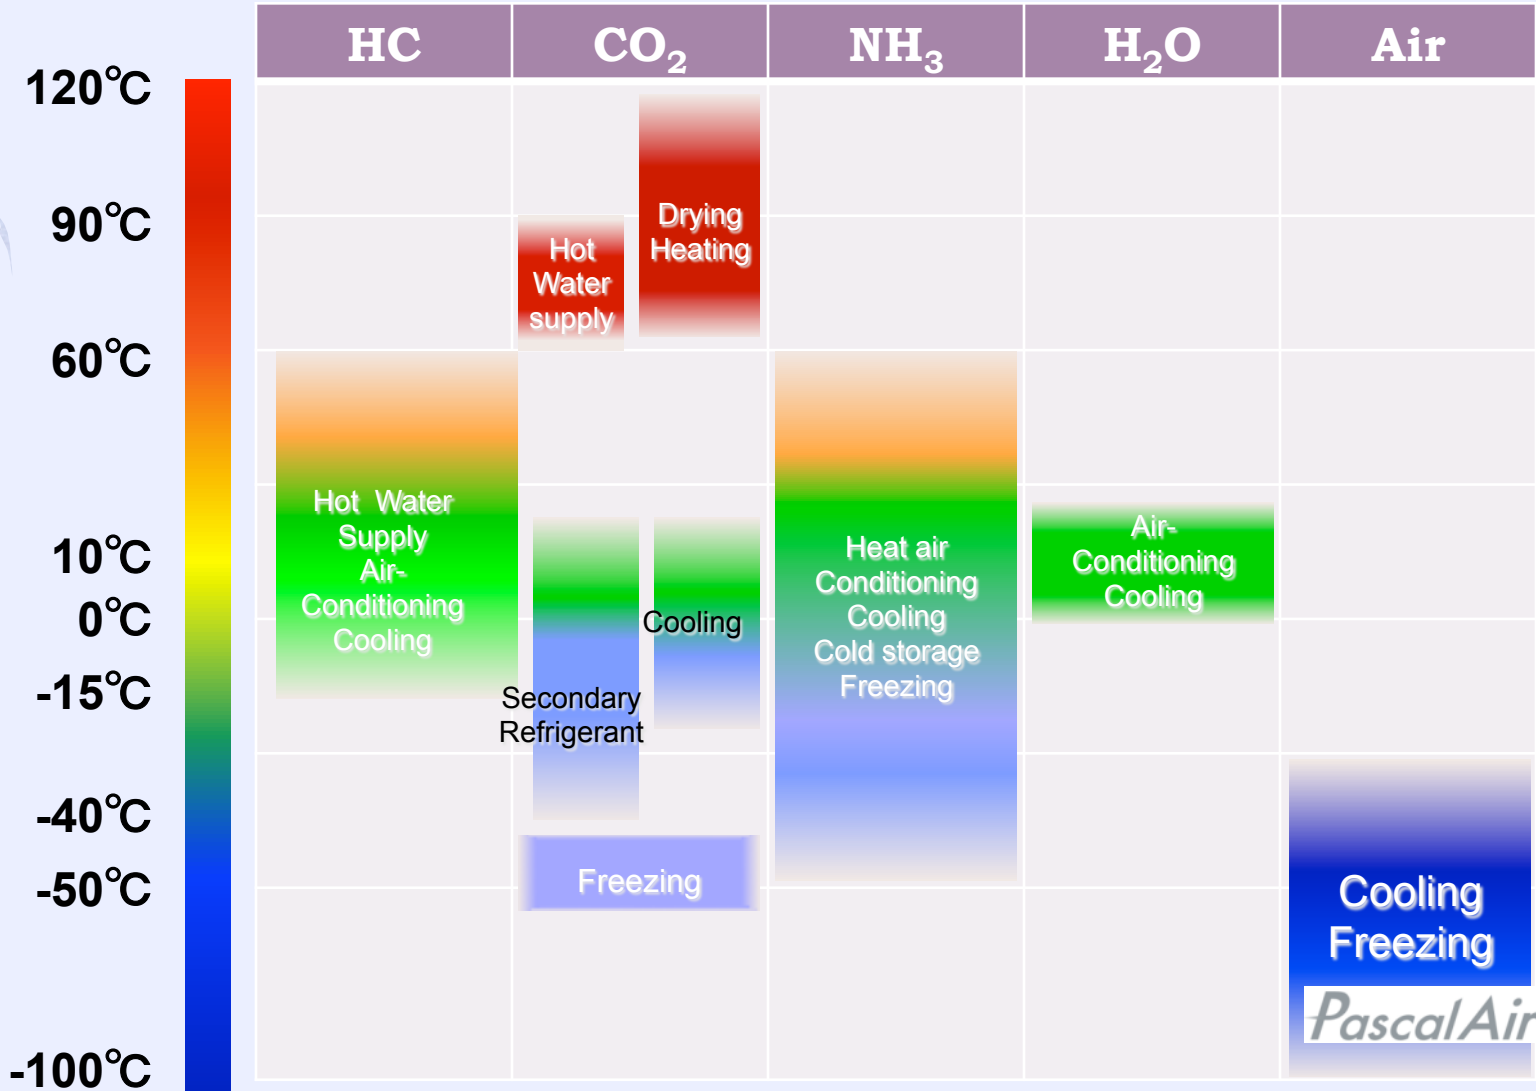 HC CO₂ NH₃ H₂O Air
120℃
90℃
60℃
10℃
0℃
-15℃
-40℃
-50℃
-100℃
Hot Water
Supply
Air-
Conditioning
Cooling
Hot
Water
supply
Drying
Heating
Secondary
Refrigerant
Cooling
Freezing
Heat air
Conditioning
Cooling
Cold storage
Freezing
Air-
Conditioning
Cooling
Cooling
Freezing
PascalAir